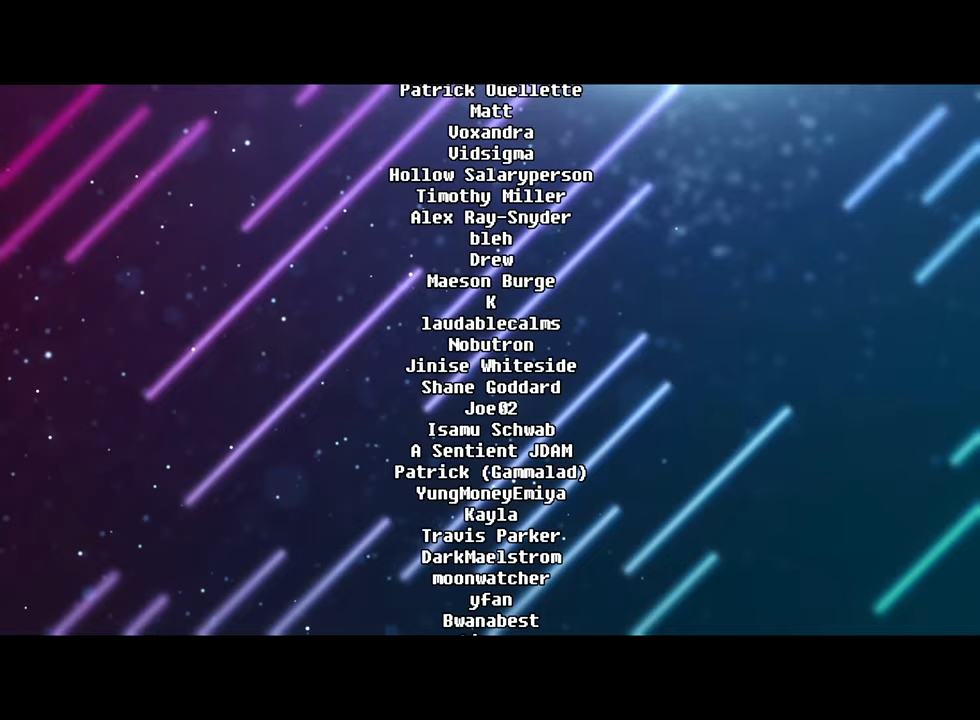 Patrick Ouellette
Matt
Voxandra
Vidsigma
Hollow Salaryperson
Timothy Miller
Alex Ray-Snyder
bleh
Drew
Maeson Burge
K
laudablecalms
Nobutron
Jinise Whiteside
Shane Goddard
Joe02
Isamu Schwab
A Sentient JDAM
Patrick (Gammalad)
YungMoneyEmiya
Kayla
Travis Parker
DarkMaelstrom
moonwatcher
yfan
Bwanabest